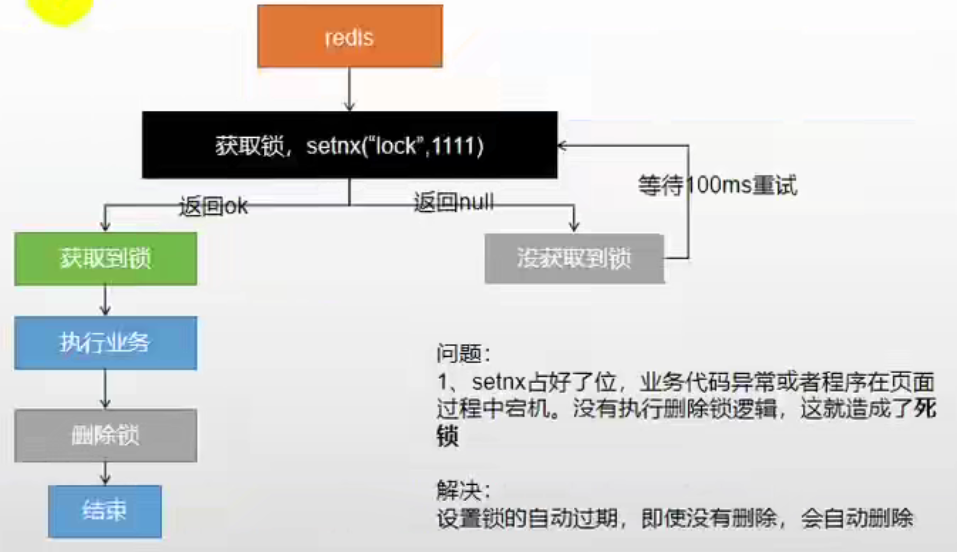 redis
获取锁，setnx(“lock”,1111)
等待100ms重试
返回ok
返回null
获取到锁
没获取到锁
执行业务
删除锁
结束
问题：
1、setnx占好了位，业务代码异常或者程序在页面
过程中宕机。没有执行删除锁逻辑，这就造成了死
锁
解决：
设置锁的自动过期，即使没有删除，会自动删除